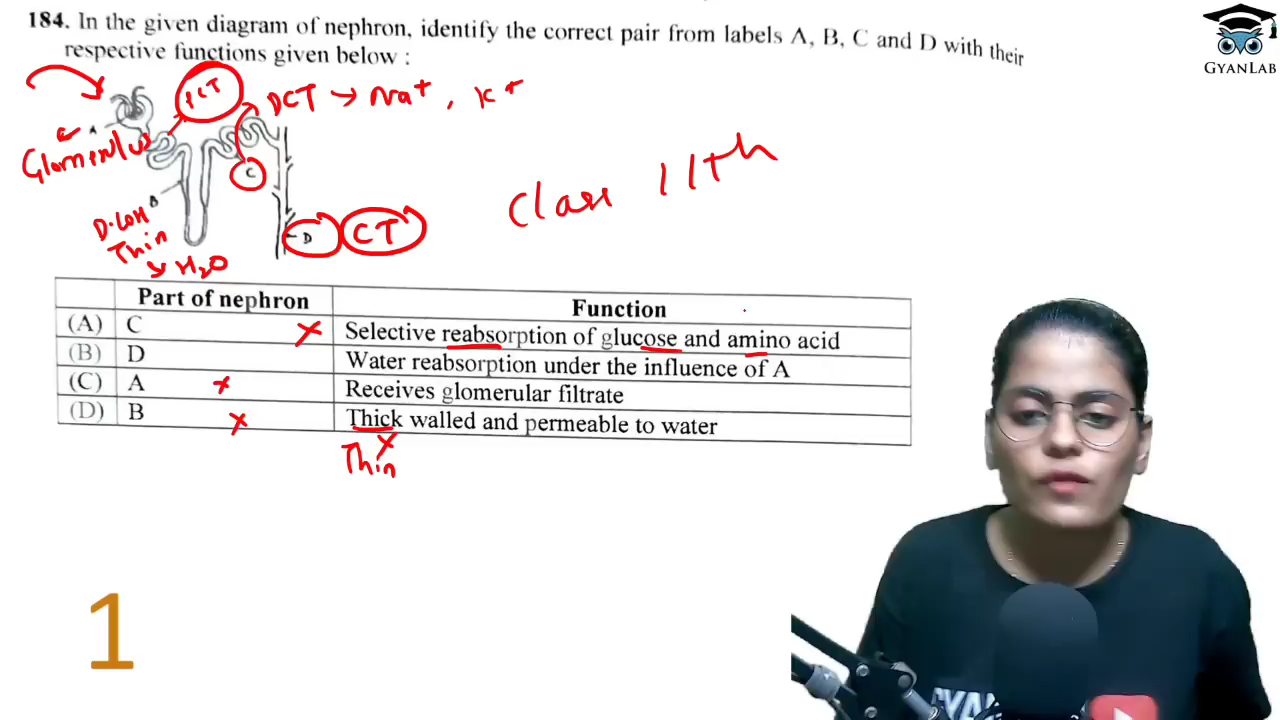 184. In the given diagram of nephron, identify the correct pair from labels A, B, C and D with their
respective functions given below :
GYANLAB
PCT
DCT → Na+, K+
A
Glomerulus
C
Class 11th
B
D.LOH
Thin
→ H2O
D
CT
Part of nephron Function
(A) C Selective reabsorption of glucose and amino acid
(B) D Water reabsorption under the influence of A
(C) A Receives glomerular filtrate
(D) B Thick walled and permeable to water
Thin
1